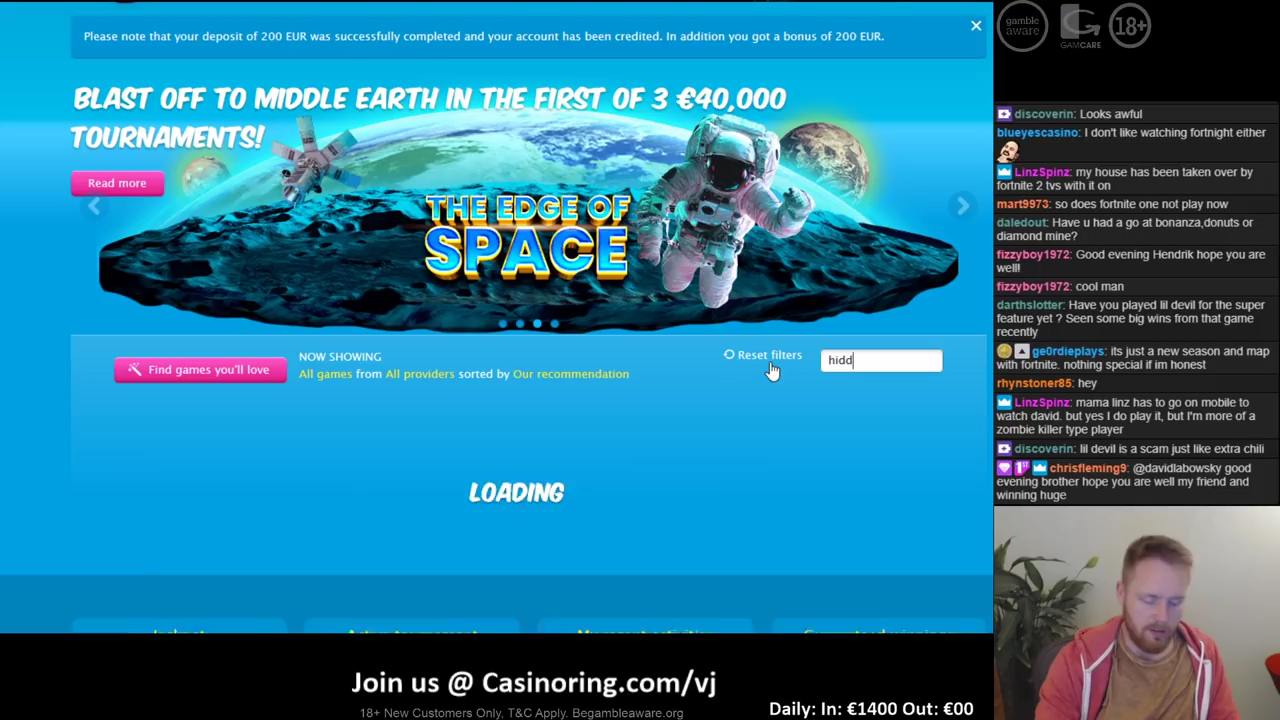 Please note that your deposit of 200 EUR was successfully completed and your account has been credited. In addition you got a bonus of 200 EUR.
BLAST OFF TO MIDDLE EARTH IN THE FIRST OF 3 €40,000
TOURNAMENTS!
Read more
THE EDGE OF
SPACE
Find games you'll love
NOW SHOWING
All games from All providers sorted by Our recommendation
Reset filters
hidd
LOADING
Join us @ Casinoring.com/vj
18+ New Customers Only, T&C Apply. Begambleaware.org
Daily: In: €1400 Out: €00
gamble
aware
GAMCARE
18+
discoverin: Looks awful
blueyescasino: I don't like watching fortnight either
LinzSpinz: my house has been taken over by
fortnite 2 tvs with it on
mart9973: so does fortnite one not play now
daledout: Have u had a go at bonanza,donuts or
diamond mine?
fizzyboy1972: Good evening Hendrik hope you are
well!
fizzyboy1972: cool man
darthslotter: Have you played lil devil for the super
feature yet ? Seen some big wins from that game
recently
ge0rdieplays: its just a new season and map
with fortnite. nothing special if im honest
rhynstoner85: hey
LinzSpinz: mama linz has to go on mobile to
watch david. but yes I do play it, but I'm more of a
zombie killer type player
discoverin: lil devil is a scam just like extra chili
chrisfleming9: @davidlabowsky good
evening brother hope you are well my friend and
winning huge